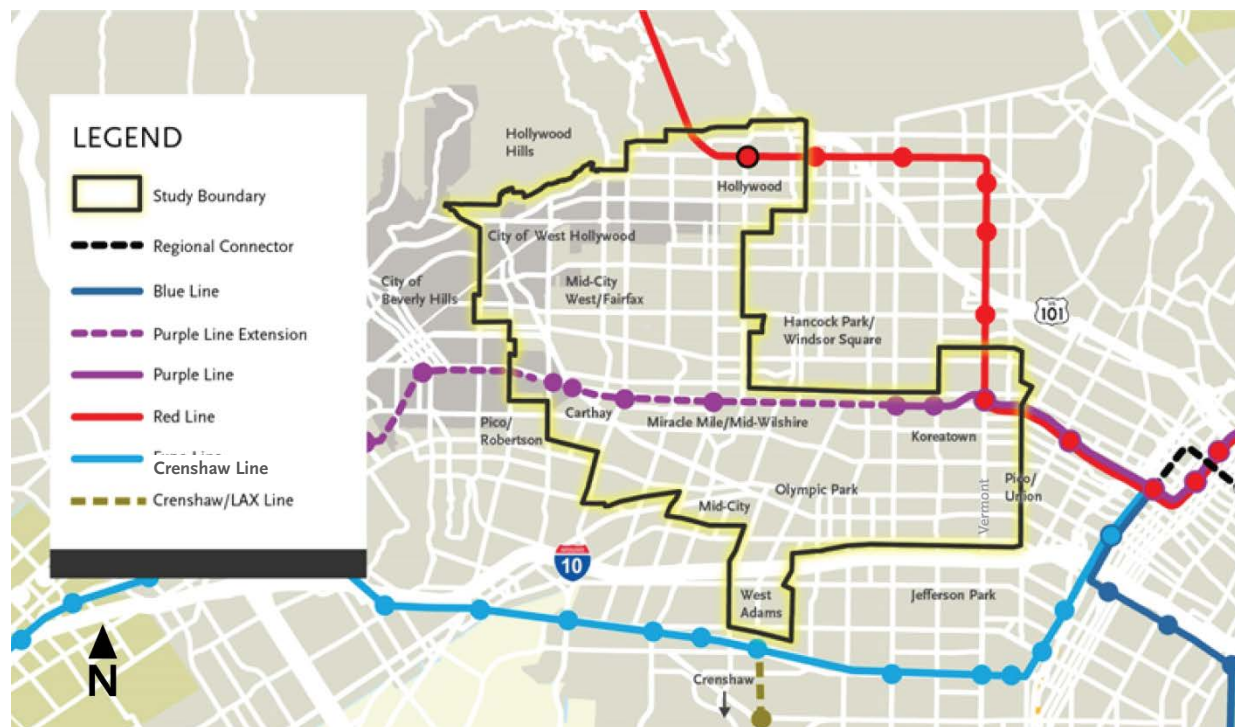 LEGEND
Study Boundary
Regional Connector
Blue Line
Purple Line Extension
Purple Line
Red Line
Crenshaw Line
Crenshaw/LAX Line
N
Hollywood
Hills
Hollywood
City of West Hollywood
City of
Beverly Hills
Mid-City
West/Fairfax
Hancock Park/
Windsor Square
US
101
Pico/
Robertson
Carthay
Miracle Mile/Mid-Wilshire
Koreatown
Olympic Park
Vermont
Pico/
Union
Mid-City
10
West
Adams
Jefferson Park
Crenshaw